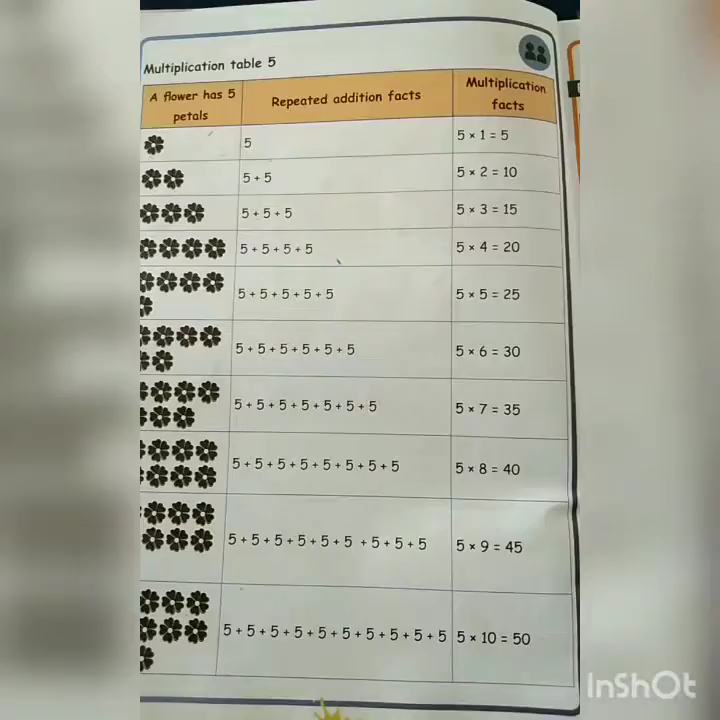 Multiplication table 5
A flower has 5 petals
Repeated addition facts
Multiplication facts
5
5 × 1 = 5
5 + 5
5 × 2 = 10
5 + 5 + 5
5 × 3 = 15
5 + 5 + 5 + 5
5 × 4 = 20
5 + 5 + 5 + 5 + 5
5 × 5 = 25
5 + 5 + 5 + 5 + 5 + 5
5 × 6 = 30
5 + 5 + 5 + 5 + 5 + 5 + 5
5 × 7 = 35
5 + 5 + 5 + 5 + 5 + 5 + 5 + 5
5 × 8 = 40
5 + 5 + 5 + 5 + 5 + 5 + 5 + 5 + 5
5 × 9 = 45
5 + 5 + 5 + 5 + 5 + 5 + 5 + 5 + 5 + 5
5 × 10 = 50
InShOt